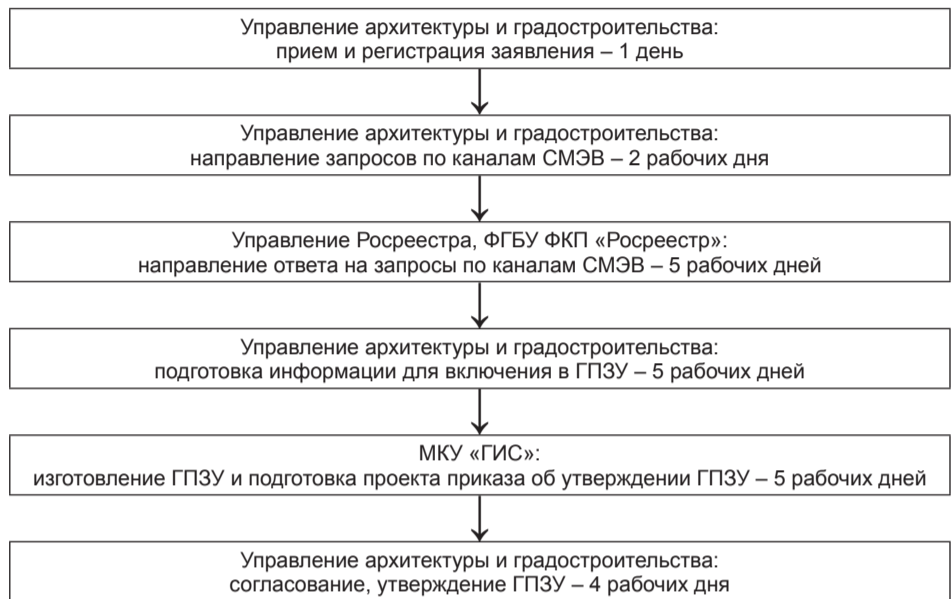 Управление архитектуры и градостроительства:
прием и регистрация заявления – 1 день
Управление архитектуры и градостроительства:
направление запросов по каналам СМЭВ – 2 рабочих дня
Управление Росреестра, ФГБУ ФКП «Росреестр»:
направление ответа на запросы по каналам СМЭВ – 5 рабочих дней
Управление архитектуры и градостроительства:
подготовка информации для включения в ГПЗУ – 5 рабочих дней
МКУ «ГИС»:
изготовление ГПЗУ и подготовка проекта приказа об утверждении ГПЗУ – 5 рабочих дней
Управление архитектуры и градостроительства:
согласование, утверждение ГПЗУ – 4 рабочих дня